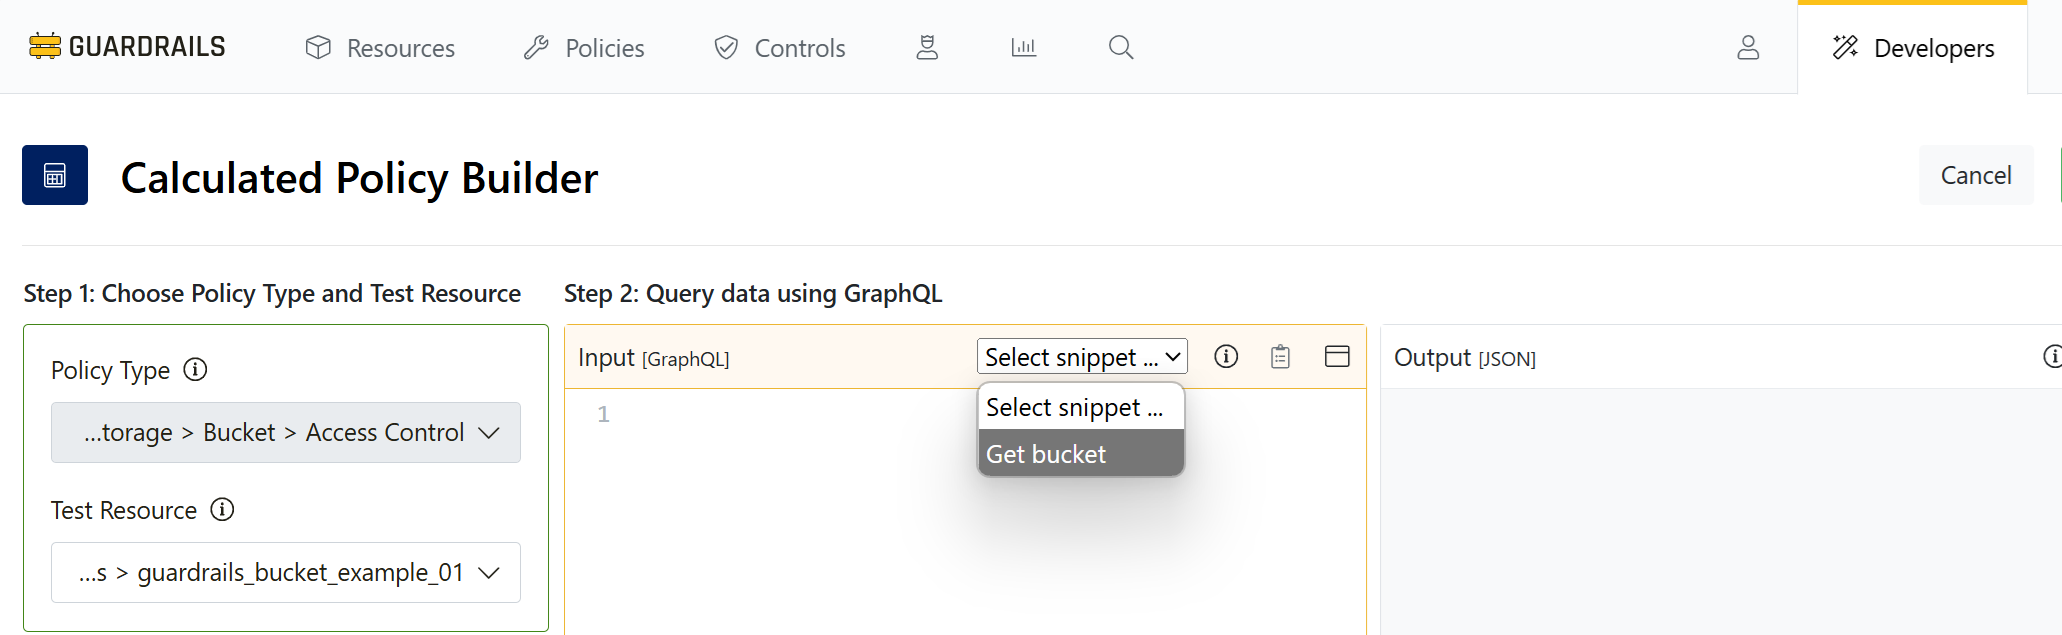 GUARDRAILS Resources Policies Controls Developers
Calculated Policy Builder Cancel
Step 1: Choose Policy Type and Test Resource
Policy Type
...torage > Bucket > Access Control
Test Resource
...s > guardrails_bucket_example_01
Step 2: Query data using GraphQL
Input [GraphQL] Select snippet ...
Select snippet ...
Get bucket
1
Output [JSON]